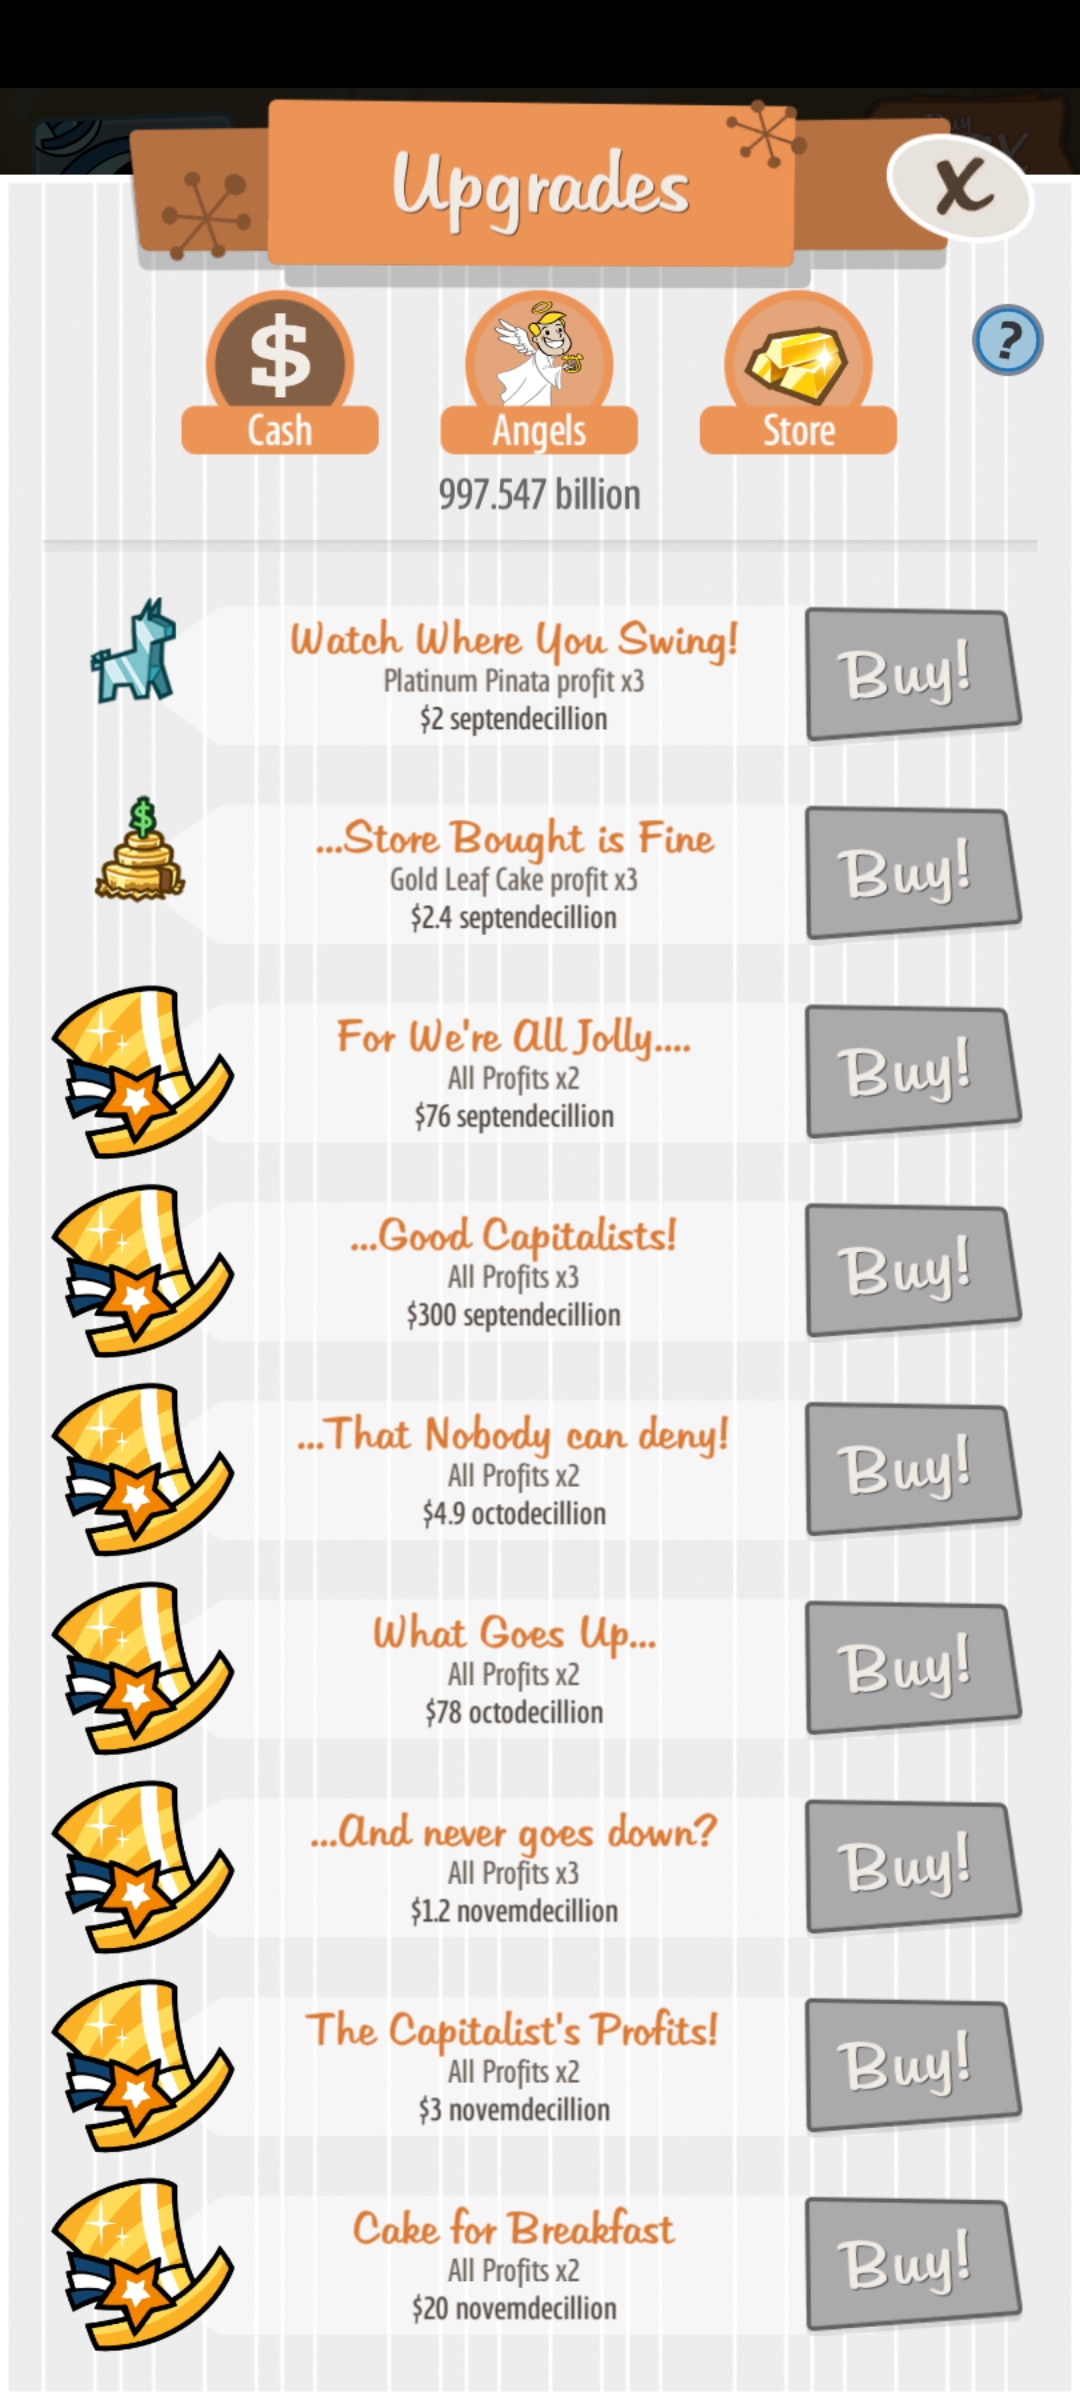 Upgrades
X
$
?
Cash
Angels
Store
997.547 billion
Watch Where You Swing!
Platinum Pinata profit x3
$2 septendecillion
Buy!
$
...Store Bought is Fine
Gold Leaf Cake profit x3
$2.4 septendecillion
Buy!
For We're All Jolly....
All Profits x2
$76 septendecillion
Buy!
...Good Capitalists!
All Profits x3
$300 septendecillion
Buy!
...That Nobody can deny!
All Profits x2
$4.9 octodecillion
Buy!
What Goes Up...
All Profits x2
$78 octodecillion
Buy!
...And never goes down?
All Profits x3
$1.2 novemdecillion
Buy!
The Capitalist's Profits!
All Profits x2
$3 novemdecillion
Buy!
Cake for Breakfast
All Profits x2
$20 novemdecillion
Buy!